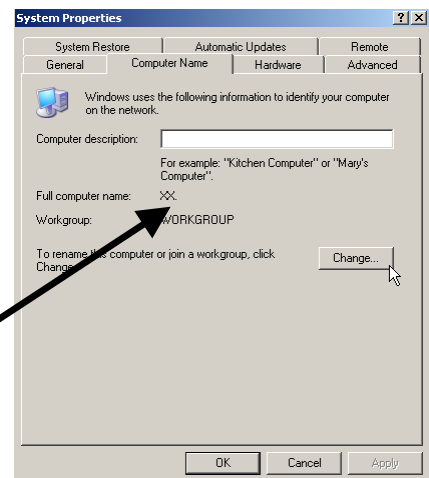 System Properties
System Restore Automatic Updates Remote
General Computer Name Hardware Advanced
Windows uses the following information to identify your computer
on the network.
Computer description:
For example: "Kitchen Computer" or "Mary's
Computer".
Full computer name: XX.
Workgroup: WORKGROUP
To rename this computer or join a workgroup, click
Change.
Change...
OK Cancel Apply